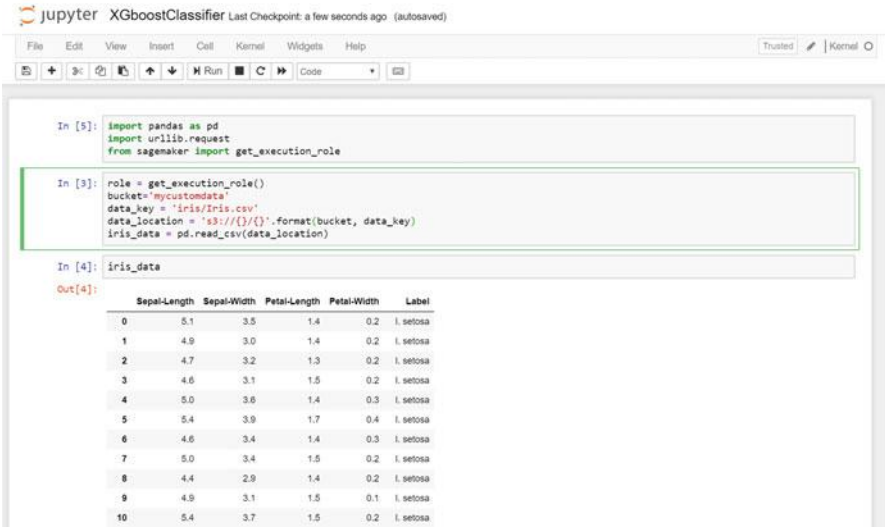 jupyter XGboostClassifier Last Checkpoint: a few seconds ago (autosaved)
File Edit View Insert Cell Kernel Widgets Help Trusted Kernel
Run Code
In [5]: import pandas as pd
import urllib.request
from sagemaker import get_execution_role
In [3]: role = get_execution_role()
bucket='mycustomdata'
data_key = 'iris/Iris.csv'
data_location = 's3://{}/{}'.format(bucket, data_key)
iris_data = pd.read_csv(data_location)
In [4]: iris_data
Out[4]:
Sepal-Length Sepal-Width Petal-Length Petal-Width Label
0 5.1 3.5 1.4 0.2 I. setosa
1 4.9 3.0 1.4 0.2 I. setosa
2 4.7 3.2 1.3 0.2 I. setosa
3 4.6 3.1 1.5 0.2 I. setosa
4 5.0 3.6 1.4 0.3 I. setosa
5 5.4 3.9 1.7 0.4 I. setosa
6 4.6 3.4 1.4 0.3 I. setosa
7 5.0 3.4 1.5 0.2 I. setosa
8 4.4 2.9 1.4 0.2 I. setosa
9 4.9 3.1 1.5 0.1 I. setosa
10 5.4 3.7 1.5 0.2 I. setosa